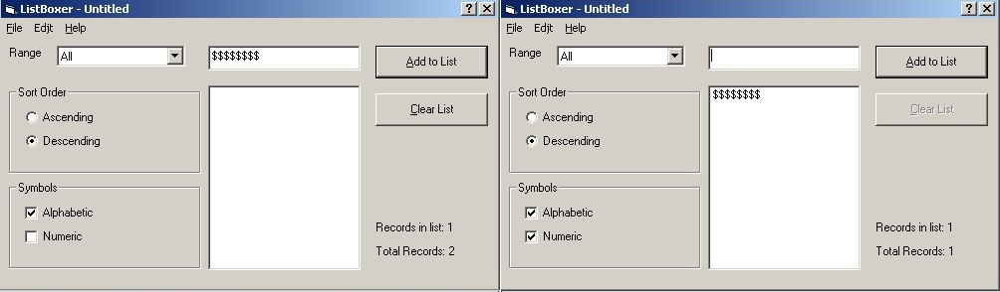 ListBoxer - Untitled
File Edjt Help
Range All $$$$$$$$ Add to List
Sort Order
Clear List
Ascending
Descending
Symbols
Alphabetic
Numeric
Records in list: 1
Total Records: 2
ListBoxer - Untitled
File Edjt Help
Range All Add to List
Sort Order
$$$$$$$$
Clear List
Ascending
Descending
Symbols
Alphabetic
Numeric
Records in list: 1
Total Records: 1